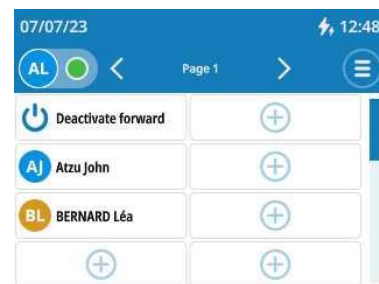 07/07/23 12:48
AL Page 1
Deactivate forward
AJ Atzu John
BL BERNARD Léa